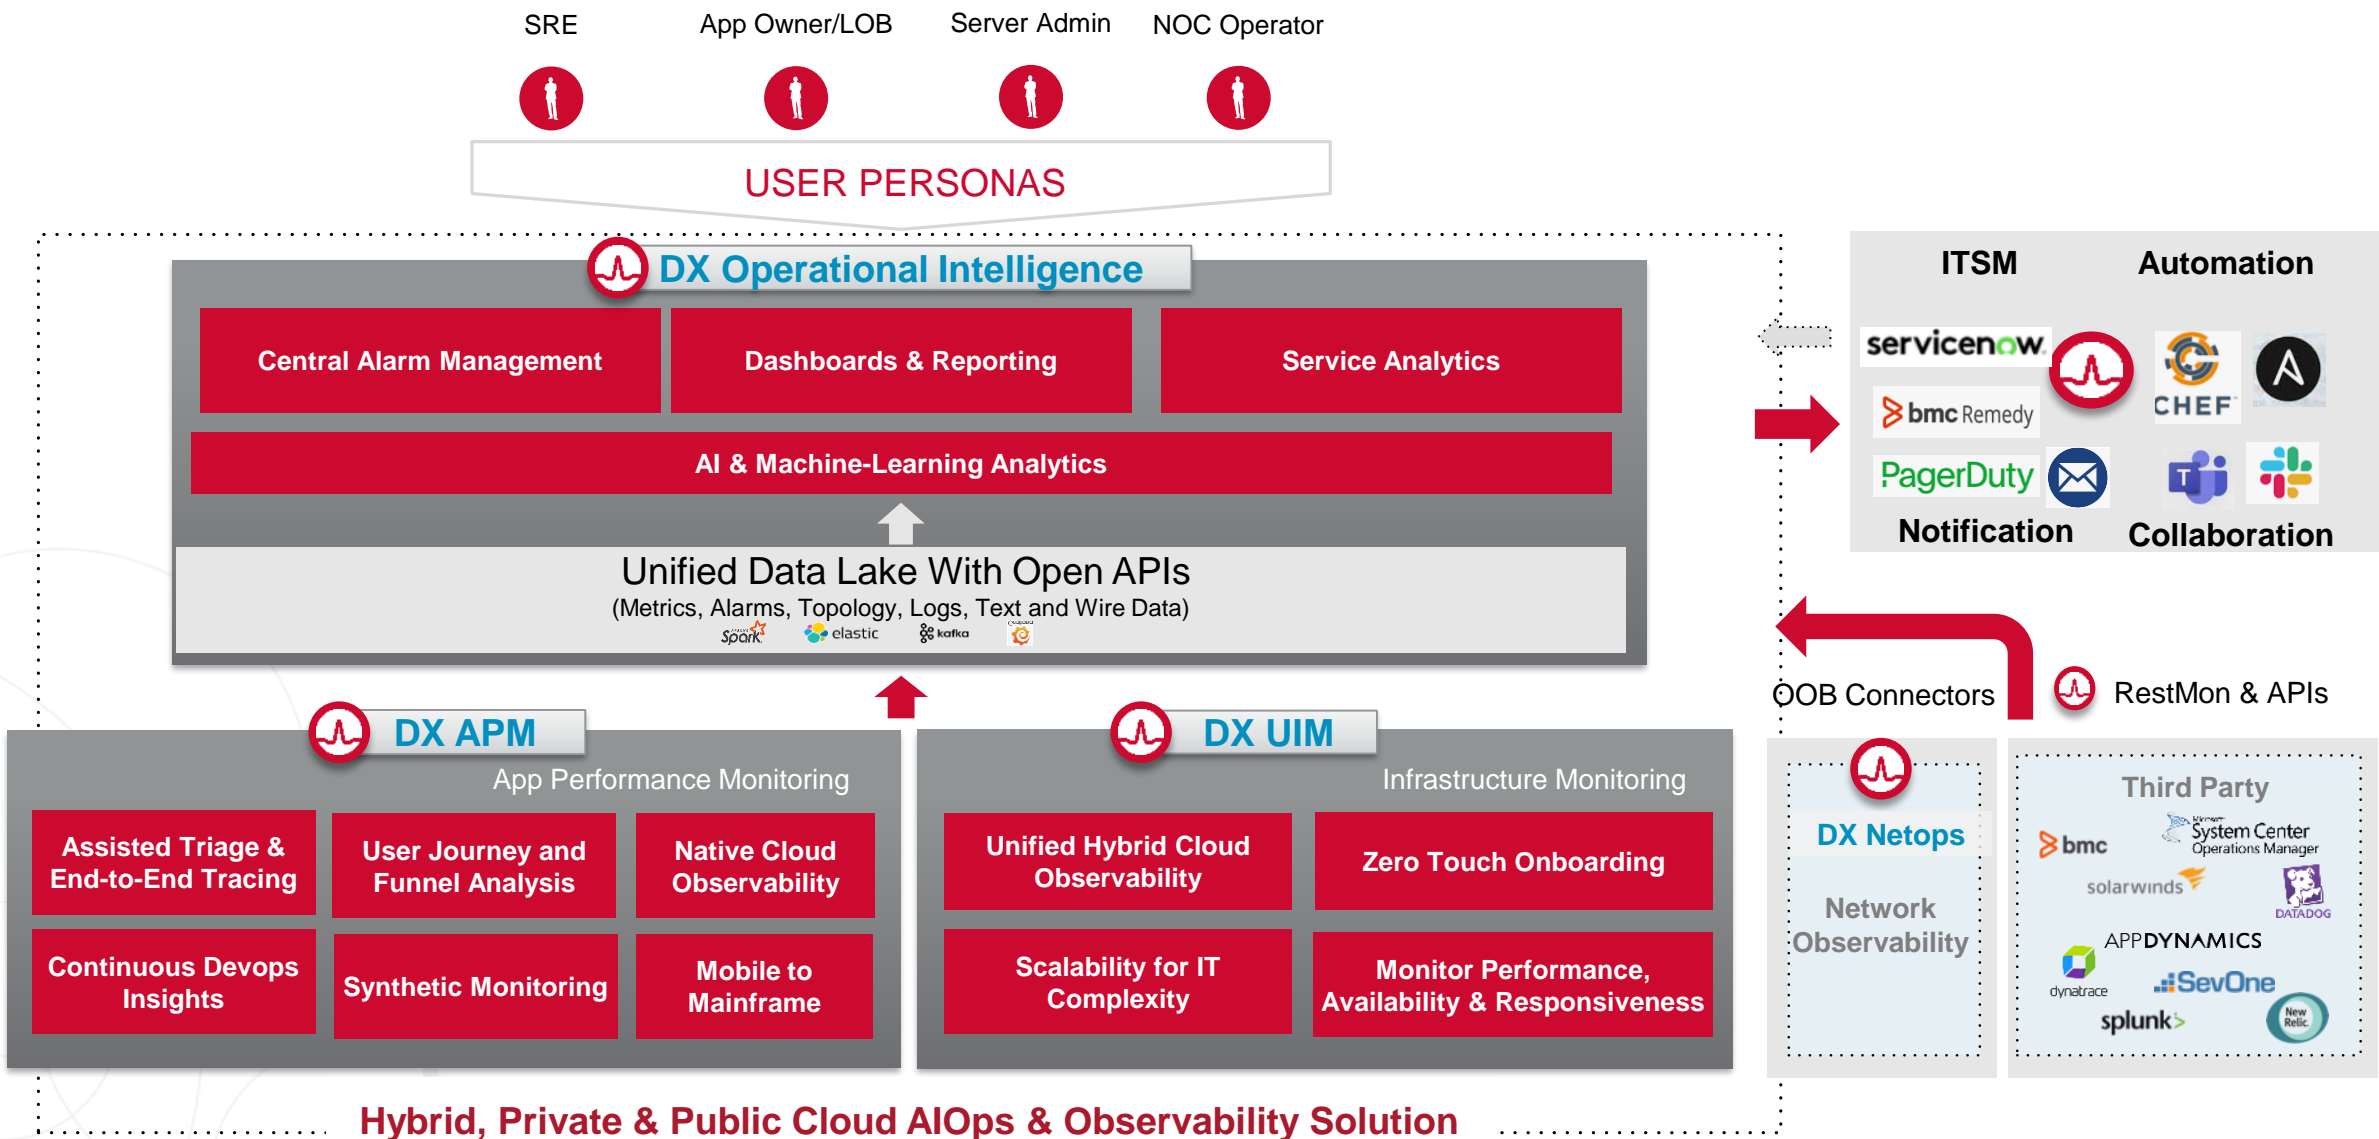 SRE
App Owner/LOB
Server Admin
NOC Operator
USER PERSONAS
DX Operational Intelligence
Central Alarm Management
Dashboards & Reporting
Service Analytics
AI & Machine-Learning Analytics
Unified Data Lake With Open APIs
(Metrics, Alarms, Topology, Logs, Text and Wire Data)
Spark
elastic
kafka
ITSM
Automation
servicenow.
CHEF
A
bmc Remedy
PagerDuty
T
Notification
Collaboration
OOB Connectors
RestMon & APIs
DX APM
App Performance Monitoring
Assisted Triage &
End-to-End Tracing
User Journey and
Funnel Analysis
Native Cloud
Observability
Continuous Devops
Insights
Synthetic Monitoring
Mobile to
Mainframe
DX UIM
Infrastructure Monitoring
Unified Hybrid Cloud
Observability
Zero Touch Onboarding
Scalability for IT
Complexity
Monitor Performance,
Availability & Responsiveness
DX Netops
Network
Observability
Third Party
bmc
Microsoft
System Center
Operations Manager
solarwinds
DATADOG
APPDYNAMICS
dynatrace
SevOne
splunk>
New
Relic.
Hybrid, Private & Public Cloud AIOps & Observability Solution